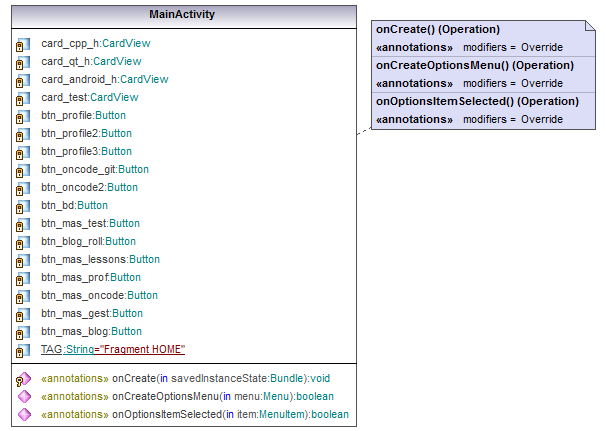 MainActivity
card_cpp_h:CardView
card_qt_h:CardView
card_android_h:CardView
card_test:CardView
btn_profile:Button
btn_profile2:Button
btn_profile3:Button
btn_oncode_git:Button
btn_oncode2:Button
btn_bd:Button
btn_mas_test:Button
btn_blog_roll:Button
btn_mas_lessons:Button
btn_mas_prof:Button
btn_mas_oncode:Button
btn_mas_gest:Button
btn_mas_blog:Button
TAG:String="Fragment HOME"
«annotations» onCreate(in savedInstanceState:Bundle):void
«annotations» onCreateOptionsMenu(in menu:Menu):boolean
«annotations» onOptionsItemSelected(in item:MenuItem):boolean
onCreate() (Operation)
«annotations» modifiers = Override
onCreateOptionsMenu() (Operation)
«annotations» modifiers = Override
onOptionsItemSelected() (Operation)
«annotations» modifiers = Override